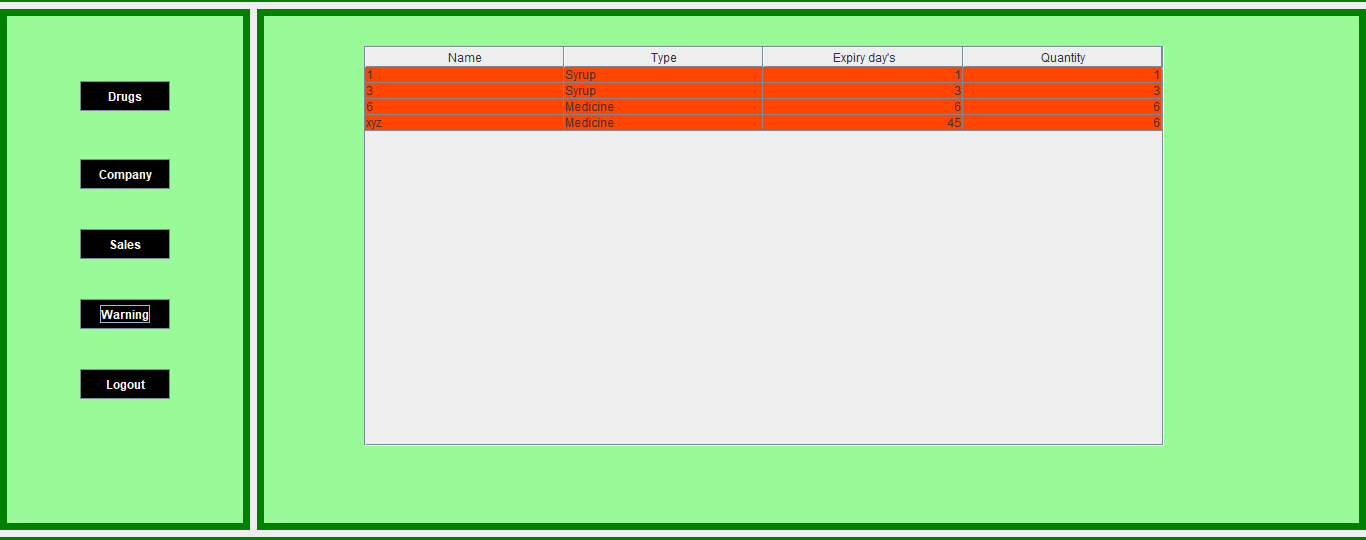 Drugs
Company
Sales
Warning
Logout
Name Type Expiry day's Quantity
1 Syrup 1 1
3 Syrup 3 3
6 Medicine 6 6
xyz Medicine 45 6